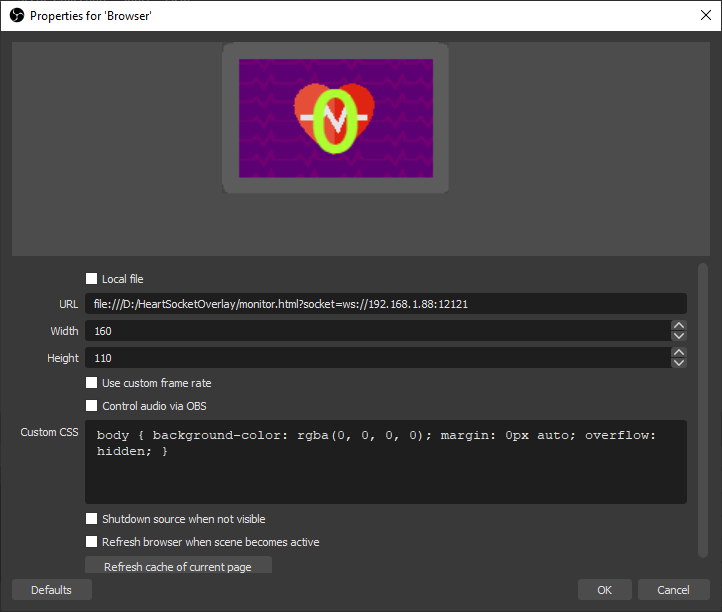 Properties for 'Browser'
0
Local file
URL file:///D:/HeartSocketOverlay/monitor.html?socket=ws://192.168.1.88:12121
Width 160
Height 110
Use custom frame rate
Control audio via OBS
Custom CSS body { background-color: rgba(0, 0, 0, 0); margin: 0px auto; overflow:
hidden; }
Shutdown source when not visible
Refresh browser when scene becomes active
Refresh cache of current page
Defaults OK Cancel